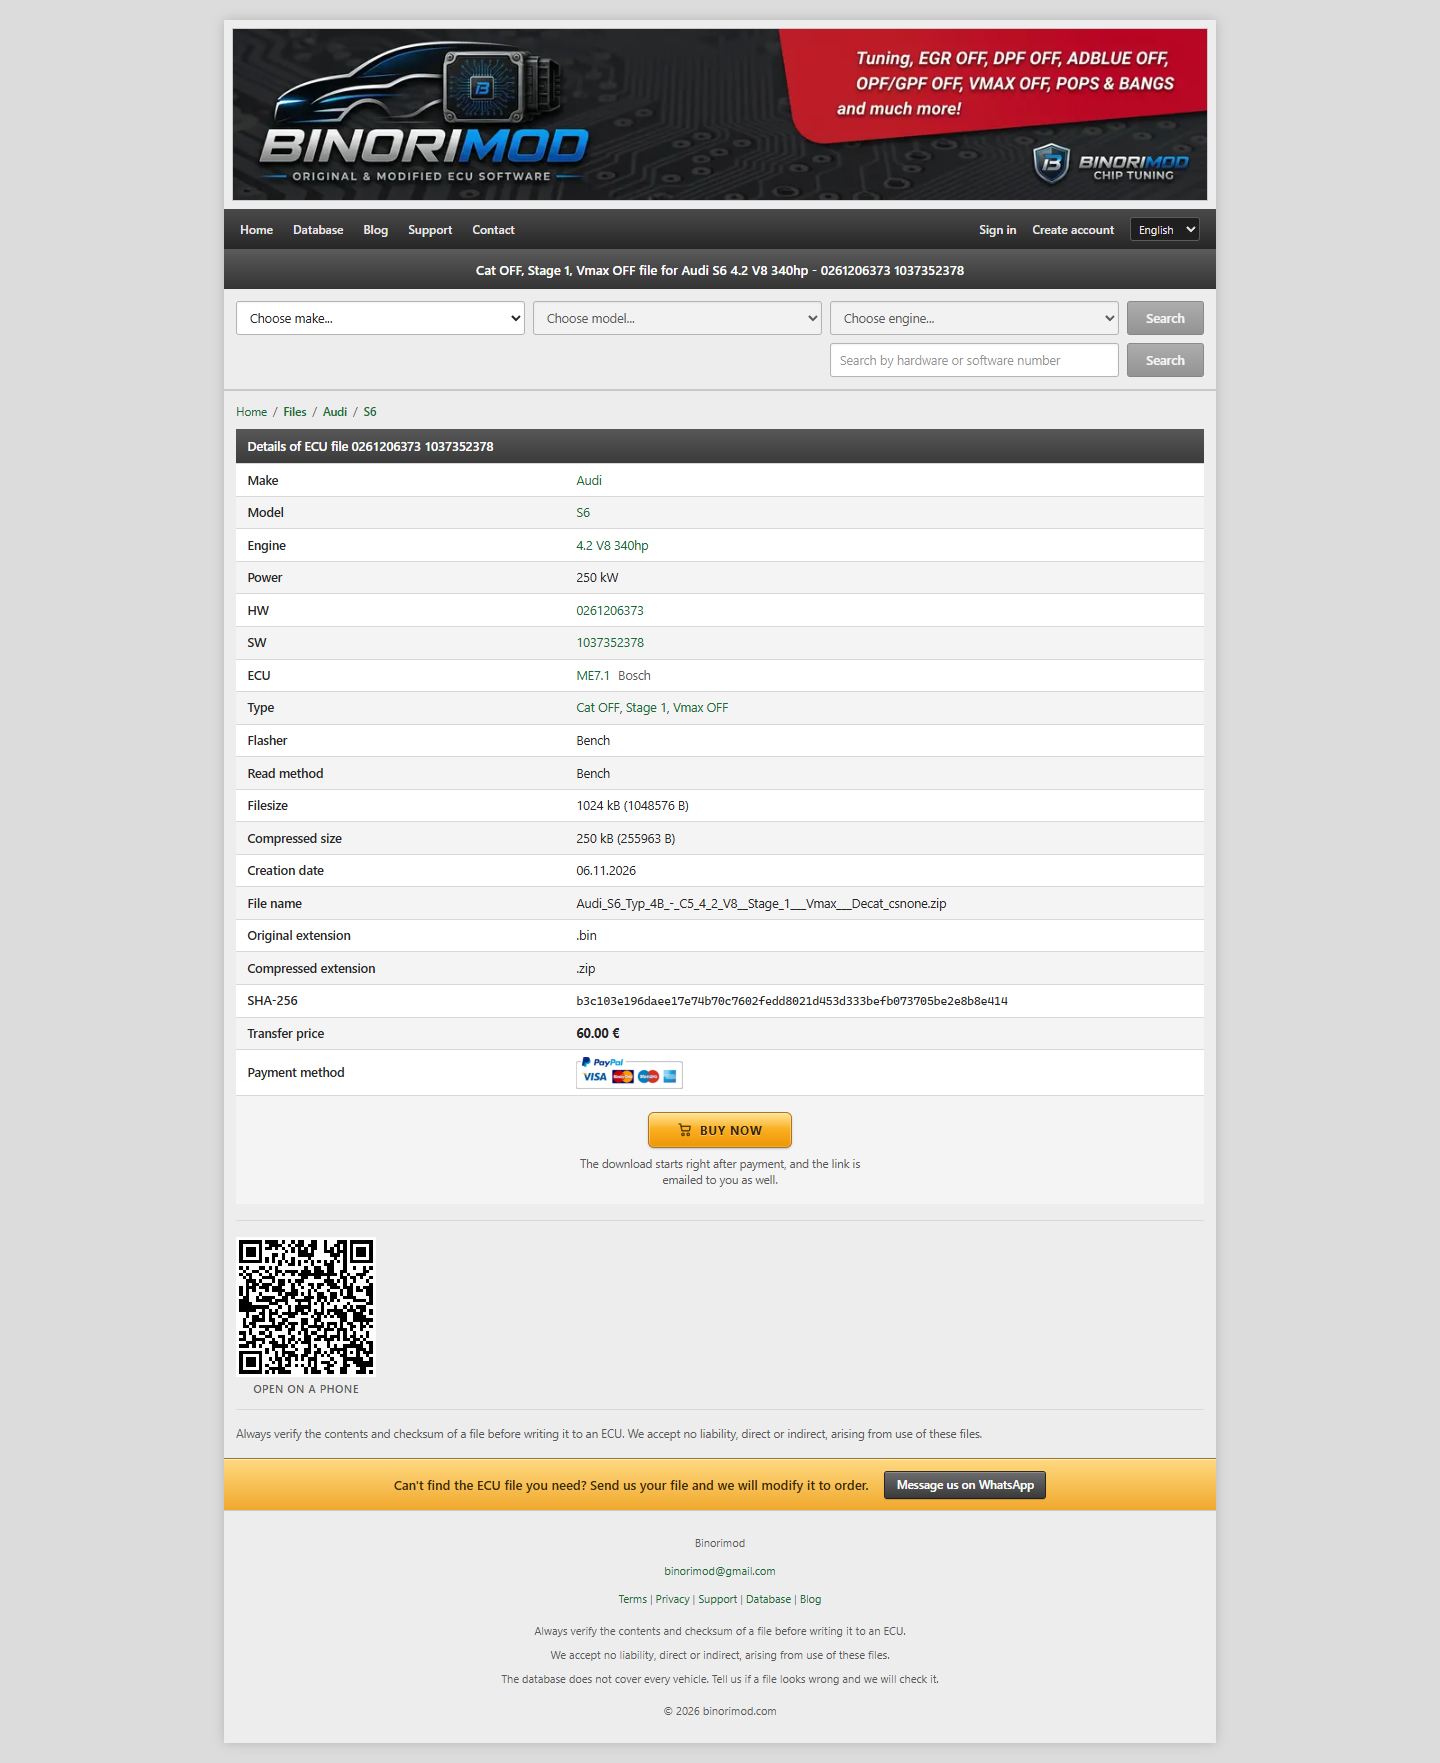 BINORIMOD
ORIGINAL & MODIFIED ECU SOFTWARE
Tuning, EGR OFF, DPF OFF, ADBLUE OFF,
OPF/GPF OFF, VMAX OFF, POPS & BANGS
and much more!
BINORIMOD
CHIP TUNING
Home Database Blog Support Contact Sign in Create account English
Cat OFF, Stage 1, Vmax OFF file for Audi S6 4.2 V8 340hp - 0261206373 1037352378
Choose make... Choose model... Choose engine... Search
Search by hardware or software number Search
Home / Files / Audi / S6
Details of ECU file 0261206373 1037352378
Make Audi
Model S6
Engine 4.2 V8 340hp
Power 250 kW
HW 0261206373
SW 1037352378
ECU ME7.1 Bosch
Type Cat OFF, Stage 1, Vmax OFF
Flasher Bench
Read method Bench
Filesize 1024 kB (1048576 B)
Compressed size 250 kB (255963 B)
Creation date 06.11.2026
File name Audi_S6_Typ_4B_-_C5_4_2_V8__Stage_1___Vmax___Decat_csnone.zip
Original extension .bin
Compressed extension .zip
SHA-256 b3c103e196daee17e74b70c7602fedd8021d453d333befb073705be2e8b8e414
Transfer price 60.00 €
Payment method PayPal VISA
BUY NOW
The download starts right after payment, and the link is
emailed to you as well.
OPEN ON A PHONE
Always verify the contents and checksum of a file before writing it to an ECU. We accept no liability, direct or indirect, arising from use of these files.
Can't find the ECU file you need? Send us your file and we will modify it to order. Message us on WhatsApp
Binorimod
binorimod@gmail.com
Terms | Privacy | Support | Database | Blog
Always verify the contents and checksum of a file before writing it to an ECU.
We accept no liability, direct or indirect, arising from use of these files.
The database does not cover every vehicle. Tell us if a file looks wrong and we will check it.
© 2026 binorimod.com